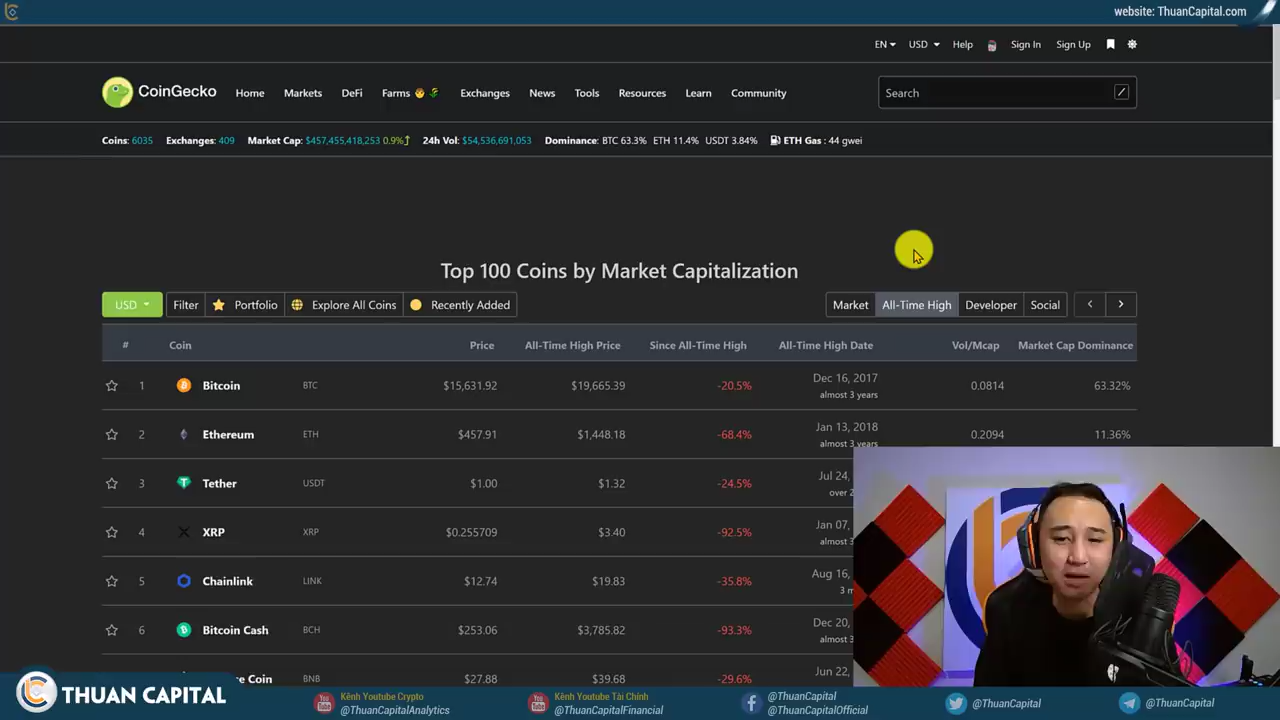 website: ThuanCapital.com
EN USD Help Sign In Sign Up
CoinGecko Home Markets DeFi Farms Exchanges News Tools Resources Learn Community Search /
Coins: 6035 Exchanges: 409 Market Cap: $457,455,418,253 0.9% 24h Vol: $54,536,691,053 Dominance: BTC 63.3% ETH 11.4% USDT 3.84% ETH Gas : 44 gwei
Top 100 Coins by Market Capitalization
USD Filter Portfolio Explore All Coins Recently Added Market All-Time High Developer Social
# Coin Price All-Time High Price Since All-Time High All-Time High Date Vol/Mcap Market Cap Dominance
1 Bitcoin BTC $15,631.92 $19,665.39 -20.5% Dec 16, 2017 0.0814 63.32%
almost 3 years
2 Ethereum ETH $457.91 $1,448.18 -68.4% Jan 13, 2018 0.2094 11.36%
almost 3 years
3 Tether USDT $1.00 $1.32 -24.5% Jul 24,
over 2
4 XRP XRP $0.255709 $3.40 -92.5% Jan 07,
almost 3
5 Chainlink LINK $12.74 $19.83 -35.8% Aug 16,
3 m
6 Bitcoin Cash BCH $253.06 $3,785.82 -93.3% Dec 20,
almost 3
Coin BNB $27.88 $39.68 -29.6% Jun 22,
THUAN CAPITAL
Kênh Youtube Crypto
@ThuanCapitalAnalytics
Kênh Youtube Tài Chính
@ThuanCapitalFinancial
@ThuanCapital
@ThuanCapitalOfficial
@ThuanCapital
@ThuanCapital